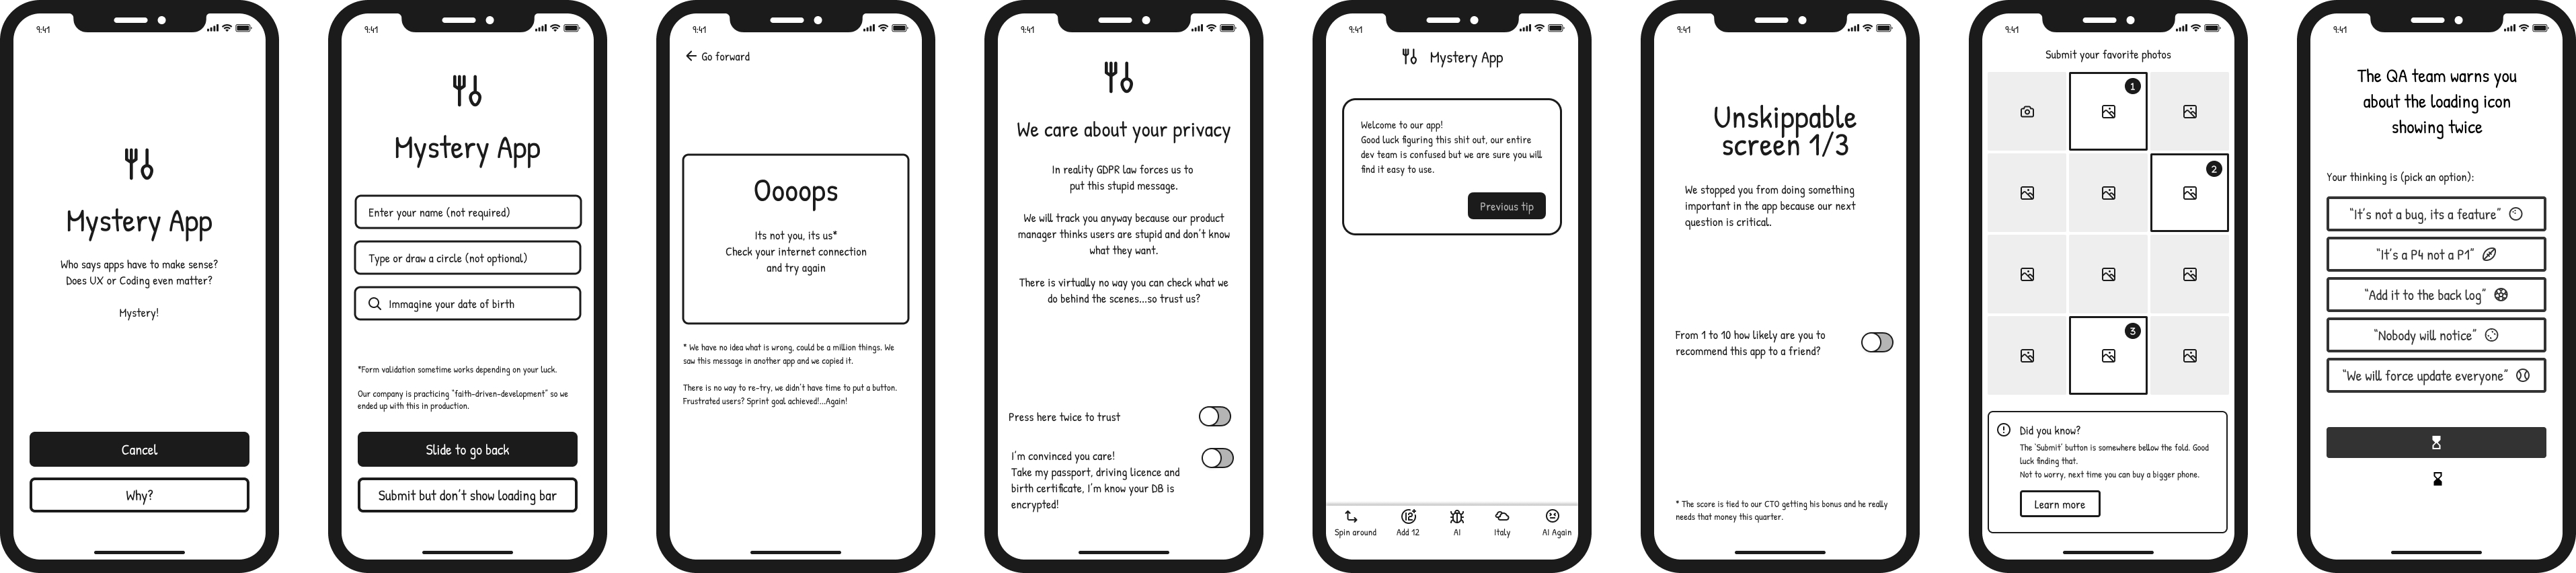 9:41
Mystery App
Who says apps have to make sense?
Does UX or Coding even matter?
Mystery!
Cancel
Why?
9:41
Mystery App
Enter your name (not required)
Type or draw a circle (not optional)
Immagine your date of birth
*Form validation sometime works depending on your luck.
Our company is practicing "faith-driven-development" so we
ended up with this in production.
Slide to go back
Submit but don't show loading bar
9:41
Go forward
Oooops
Its not you, its us*
Check your internet connection
and try again
* We have no idea what is wrong, could be a million things. We
saw this message in another app and we copied it.
There is no way to re-try, we didn't have time to put a button.
Frustrated users? Sprint goal achieved!...Again!
9:41
We care about your privacy
In reality GDPR law forces us to
put this stupid message.
We will track you anyway because our product
manager thinks users are stupid and don't know
what they want.
There is virtually no way you can check what we
do behind the scenes...so trust us?
Press here twice to trust
I'm convinced you care!
Take my passport, driving licence and
birth certificate, I'm know your DB is
encrypted!
9:41
Mystery App
Welcome to our app!
Good luck figuring this shit out, our entire
dev team is confused but we are sure you will
find it easy to use.
Previous tip
Spin around
Add 12
AI
Italy
AI Again
9:41
Unskippable
screen 1/3
We stopped you from doing something
important in the app because our next
question is critical.
From 1 to 10 how likely are you to
recommend this app to a friend?
* The score is tied to our CTO getting his bonus and he really
needs that money this quarter.
9:41
Submit your favorite photos
1
2
3
Did you know?
The 'Submit' button is somewhere bellow the fold. Good
luck finding that.
Not to worry, next time you can buy a bigger phone.
Learn more
9:41
The QA team warns you
about the loading icon
showing twice
Your thinking is (pick an option):
"It's not a bug, its a feature"
"It's a P4 not a P1"
"Add it to the back log"
"Nobody will notice"
"We will force update everyone"